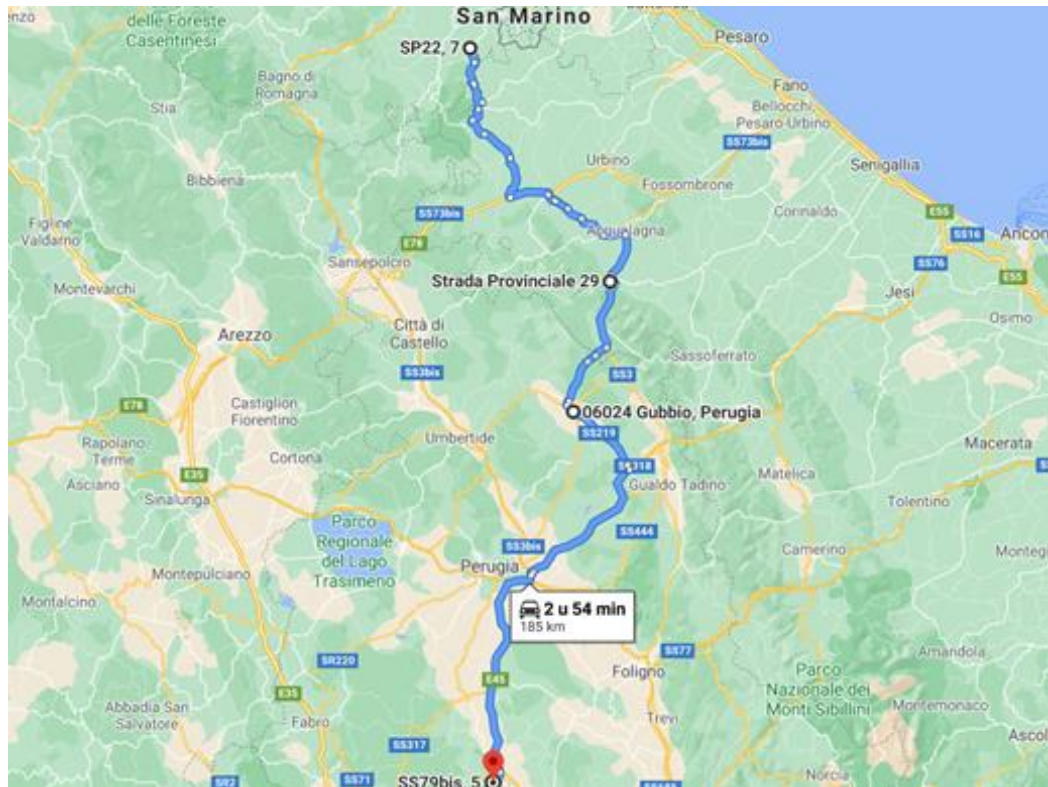 San Marino
delle Foreste
Casentinesi
SP22, 7
Pesaro
Bagno di
Romagna
Stia
Fano
Bellocchi
Pesaro-Urbino
SS73bis
Urbino
Senigallia
Bibbiena
Fossombrone
Figline
Valdarno
SS73bis
Corinaldo
E55
SS16
Ancon
E78
Acqualagna
SS76
E55
Sansepolcro
Strada Provinciale 29
Montevarchi
Jesi
Osimo
Arezzo
Città di
Castello
Sassoferrato
SS3bis
SS3
E78
Castiglion
Fiorentino
06024 Gubbio, Perugia
SS219
Rapolano
Terme
Umbertide
Macerata
Cortona
E35
SS318
Matelica
Asciano
Sinalunga
Gualdo Tadino
Tolentino
Parco
Regionale
del Lago
Trasimeno
SS444
SS3bis
Camerino
Montegi
Perugia
Montepulciano
Montalcino
2 u 54 min
185 km
SR220
SS77
Amandola
Foligno
E35
E45
Parco
Nazionale dei
Monti Sibillini
Abbadia San
Salvatore
Fabro
Trevi
Montemonaco
SS317
Ascol
SR2
SS71
SS79bis, 5
Norcia